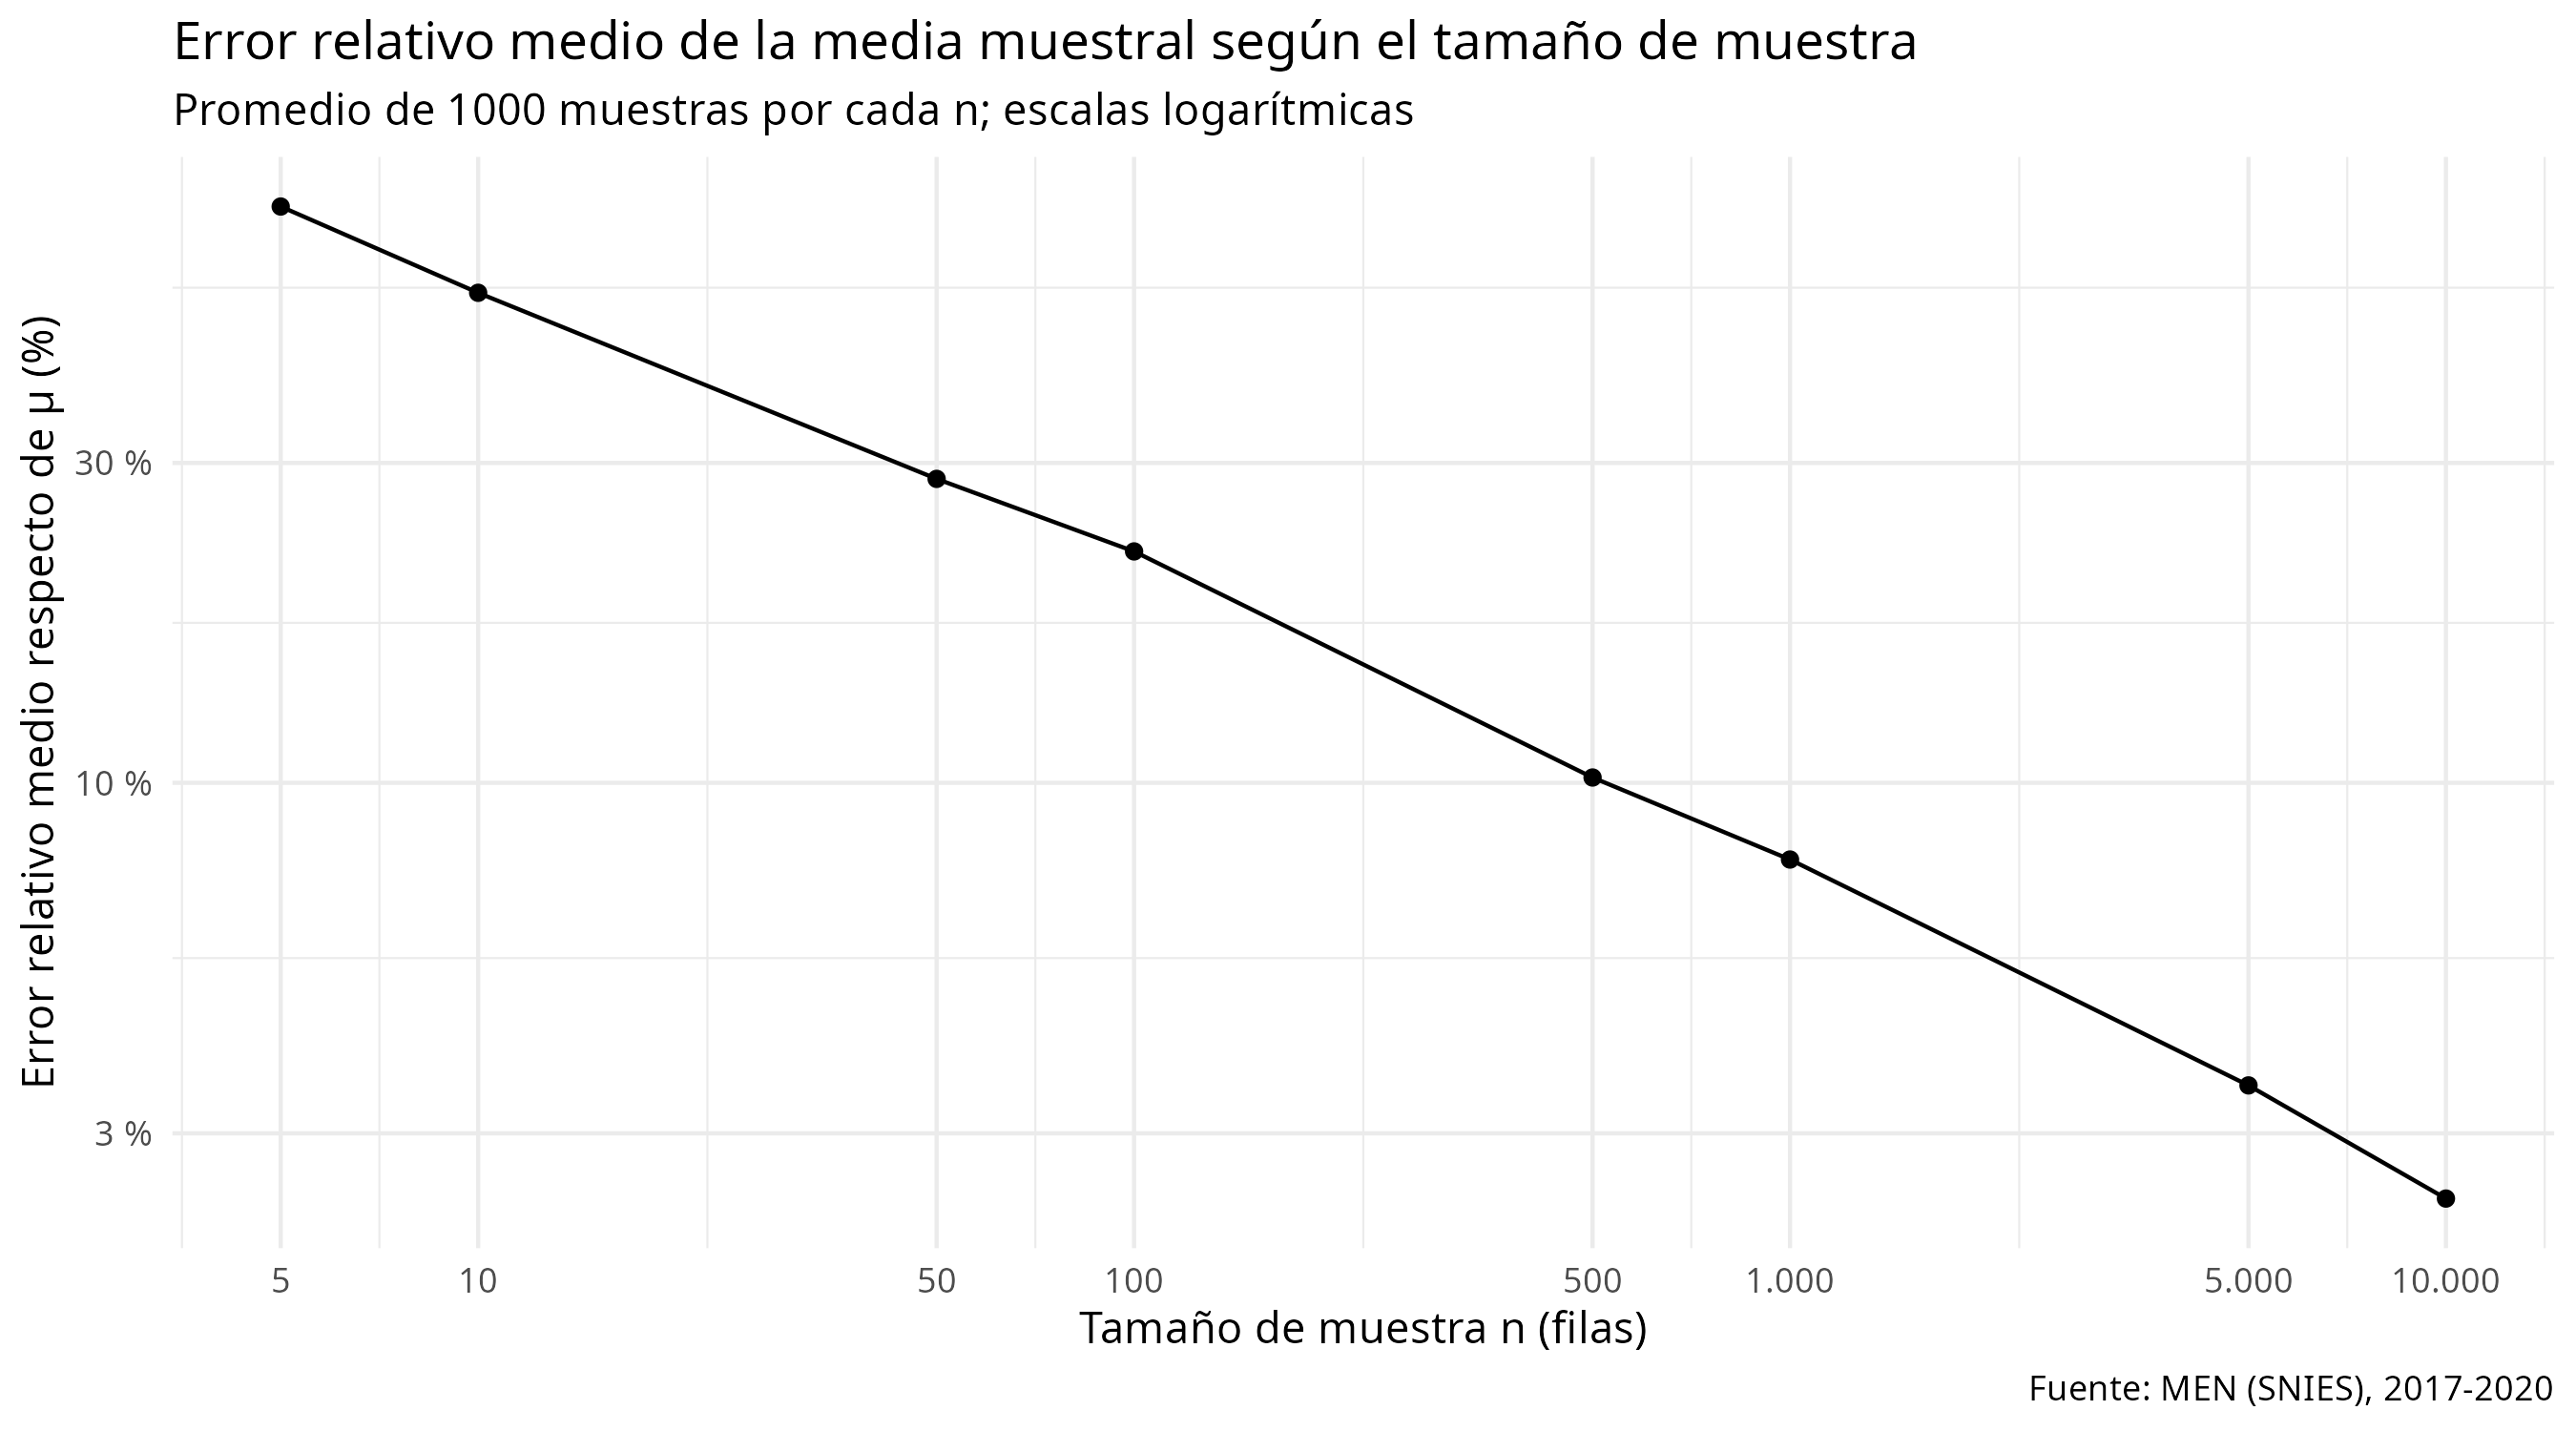 Error relativo medio de la media muestral según el tamaño de muestra
Promedio de 1000 muestras por cada n; escalas logarítmicas
Error relativo medio respecto de μ (%)
30 %
10 %
3 %
5
10
50
100
500
1.000
5.000
10.000
Tamaño de muestra n (filas)
Fuente: MEN (SNIES), 2017-2020